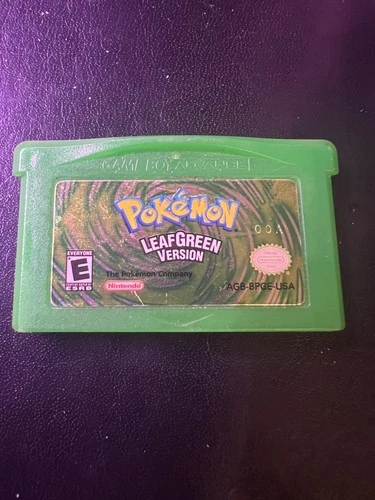 GAME BOY ADVANCE
POKéMON
LEAFGREEN
VERSION
EVERYONE
E
ESRB
The Pokémon Company
Nintendo
AGB-BPGE-USA